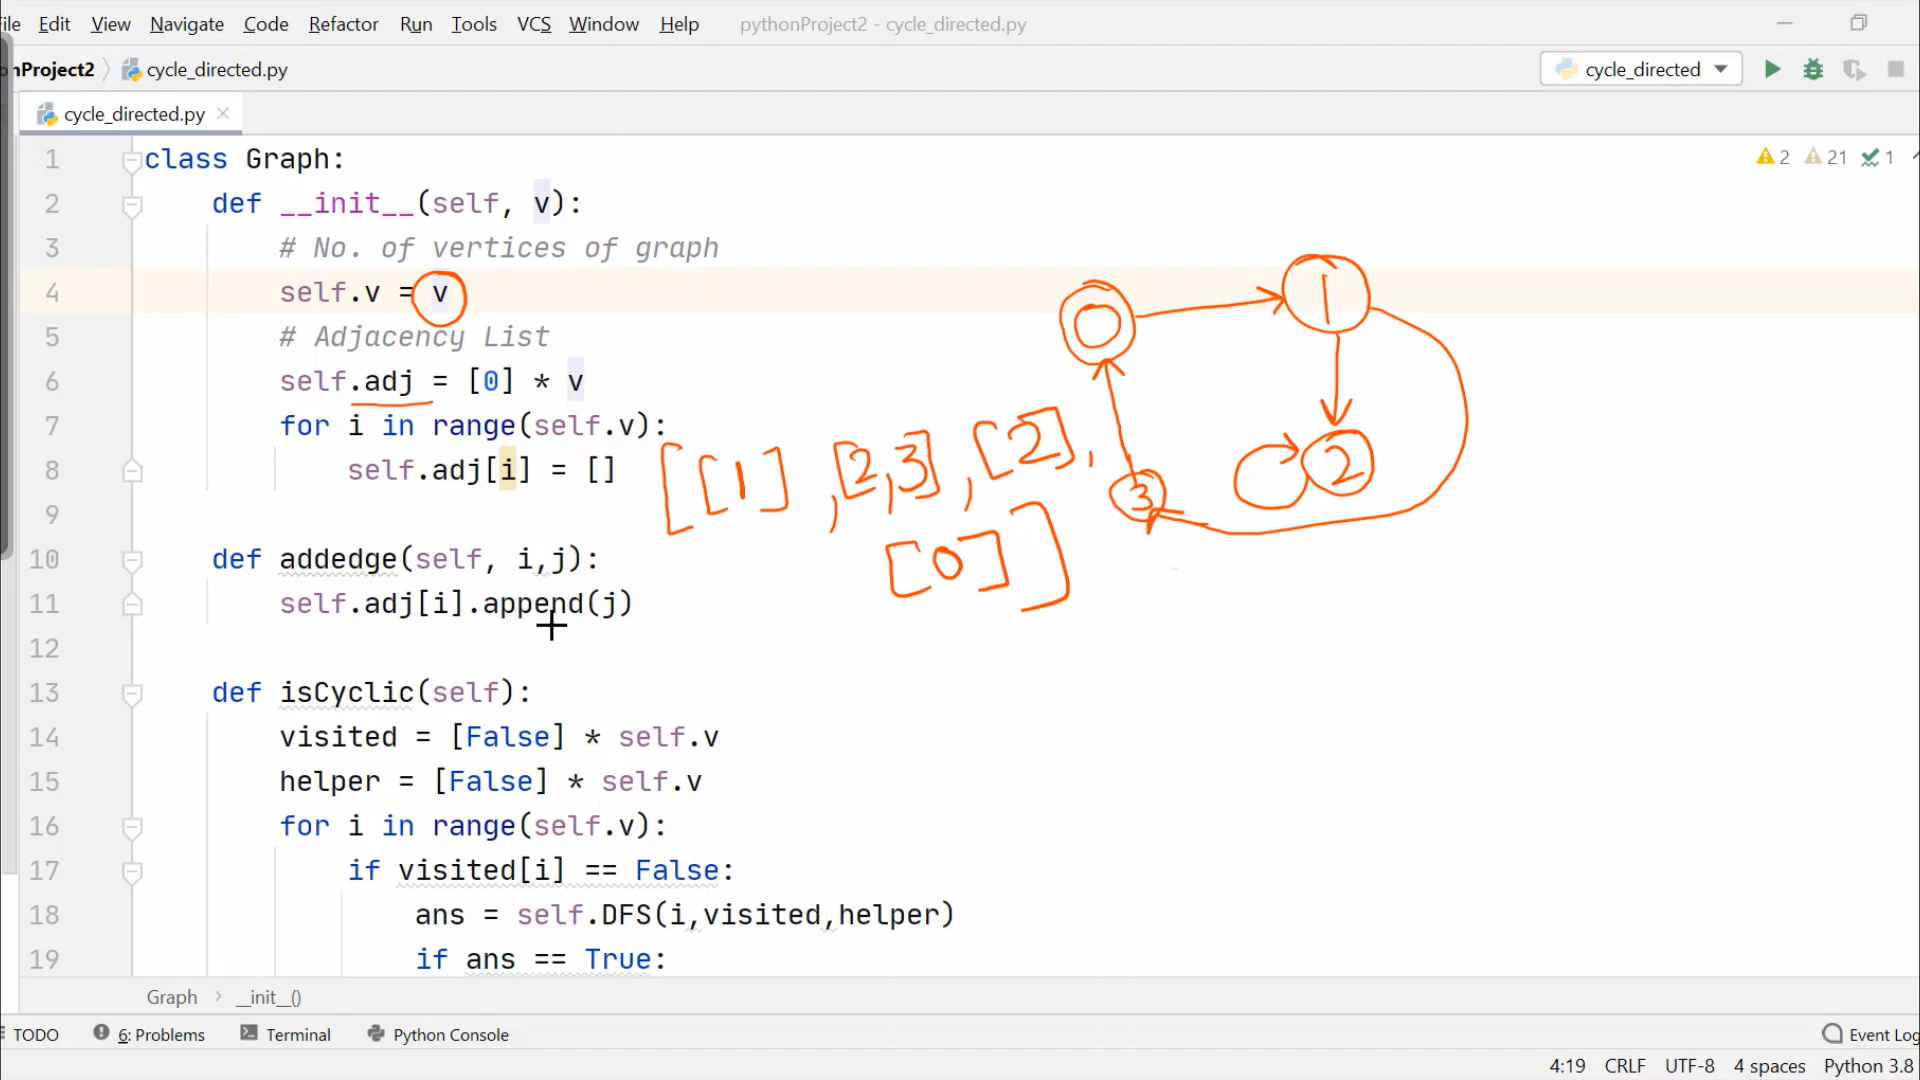 ile Edit View Navigate Code Refactor Run Tools VCS Window Help pythonProject2 - cycle_directed.py
nProject2 cycle_directed.py cycle_directed
cycle_directed.py
1 class Graph: 2 21 1
2 def __init__(self, v):
3 # No. of vertices of graph
4 self.v = v
5 # Adjacency List
6 self.adj = [0] * v
7 for i in range(self.v):
8 self.adj[i] = []
9
10 def addedge(self, i,j):
11 self.adj[i].append(j)
12
13 def isCyclic(self):
14 visited = [False] * self.v
15 helper = [False] * self.v
16 for i in range(self.v):
17 if visited[i] == False:
18 ans = self.DFS(i,visited,helper)
19 if ans == True:
0 1
3 2
[[1],[2,3],[2],
[0]]
Graph __init__()
TODO 6: Problems Terminal Python Console Event Log
4:19 CRLF UTF-8 4 spaces Python 3.8